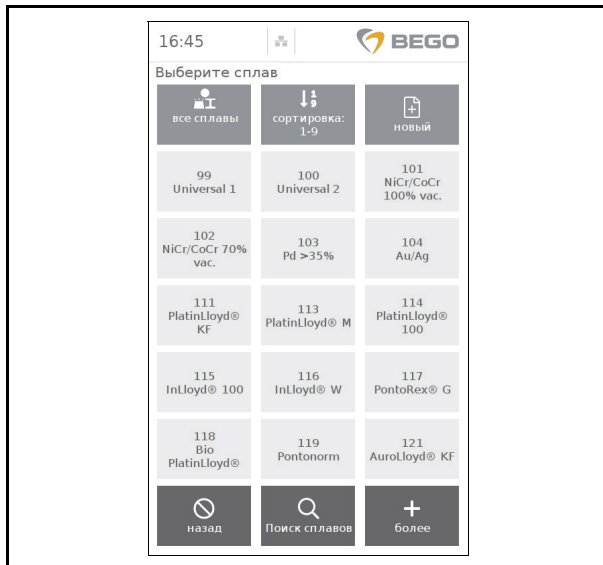 16:45
BEGO
Выберите сплав
все сплавы
сортировка:
1-9
новый
99
Universal 1
100
Universal 2
101
NiCr/CoCr
100% vac.
102
NiCr/CoCr 70%
vac.
103
Pd >35%
104
Au/Ag
111
PlatinLloyd®
KF
113
PlatinLloyd® M
114
PlatinLloyd®
100
115
InLloyd® 100
116
InLloyd® W
117
PontoRex® G
118
Bio
PlatinLloyd®
119
Pontonorm
121
AuroLloyd® KF
назад
Поиск сплавов
более